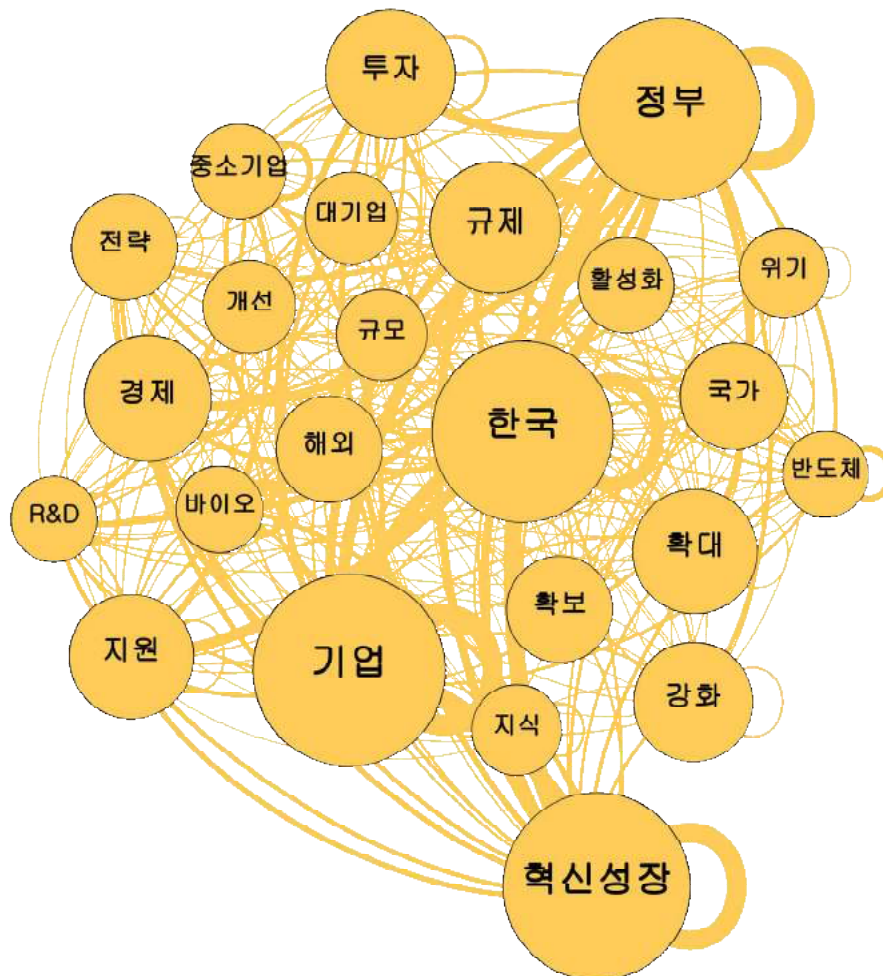 투자
정부
중소기업
대기업
규제
전략
활성화
위기
개선
규모
경제
국가
한국
해외
반도체
바이오
R&D
확대
확보
지원
기업
강화
지식
혁신성장